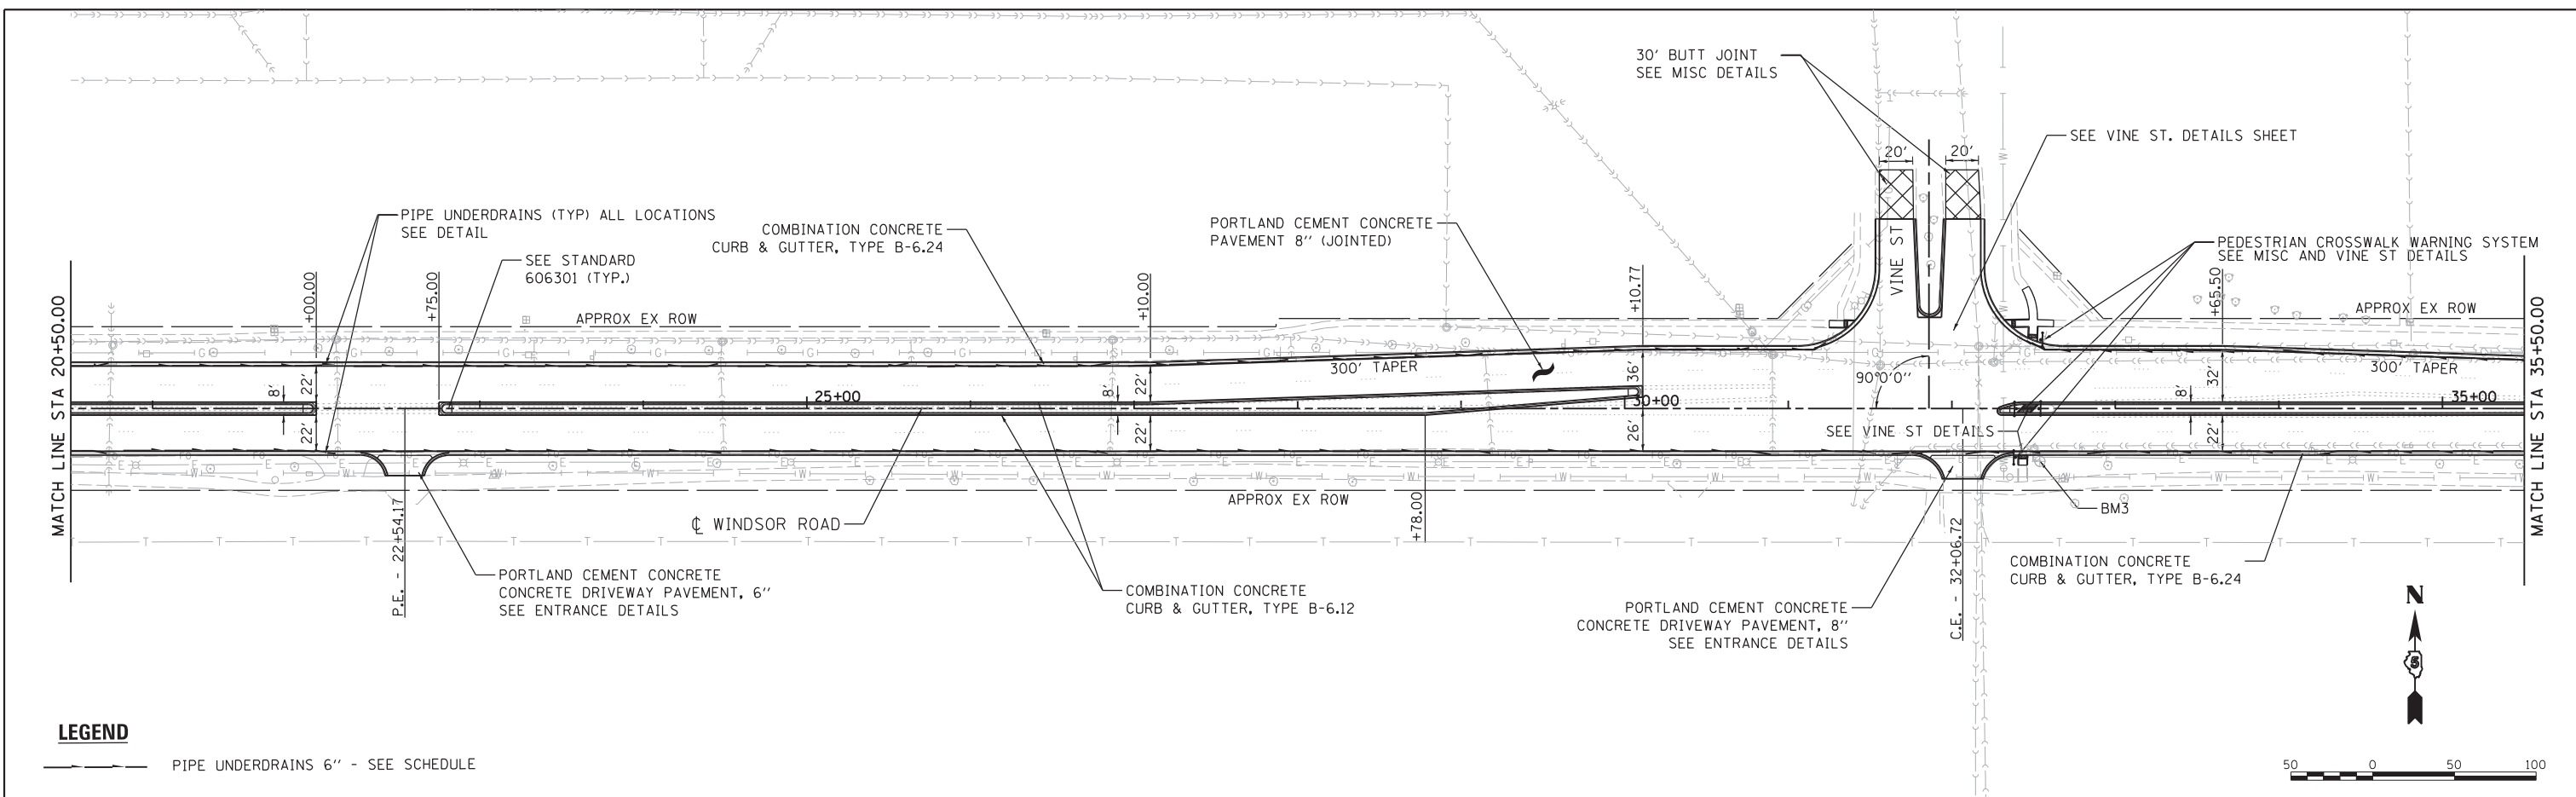 30' BUTT JOINT
SEE MISC DETAILS
SEE VINE ST. DETAILS SHEET
20'
20'
PIPE UNDERDRAINS (TYP) ALL LOCATIONS
SEE DETAIL
COMBINATION CONCRETE
CURB & GUTTER, TYPE B-6.24
PORTLAND CEMENT CONCRETE
PAVEMENT 8'' (JOINTED)
SEE STANDARD
606301 (TYP.)
VINE ST
PEDESTRIAN CROSSWALK WARNING SYSTEM
SEE MISC AND VINE ST DETAILS
+00.00
+75.00
+10.00
+10.77
+65.50
APPROX EX ROW
APPROX EX ROW
MATCH LINE STA 20+50.00
MATCH LINE STA 35+50.00
300' TAPER
300' TAPER
8'
22'
22'
8'
22'
22'
36'
26'
90°0'0''
8'
32'
22'
25+00
30+00
35+00
SEE VINE ST DETAILS
APPROX EX ROW
BM3
℄ WINDSOR ROAD
P.E. - 22+54.17
+78.00
C.E. - 32+06.72
PORTLAND CEMENT CONCRETE
CONCRETE DRIVEWAY PAVEMENT, 6''
SEE ENTRANCE DETAILS
COMBINATION CONCRETE
CURB & GUTTER, TYPE B-6.12
PORTLAND CEMENT CONCRETE
CONCRETE DRIVEWAY PAVEMENT, 8''
SEE ENTRANCE DETAILS
COMBINATION CONCRETE
CURB & GUTTER, TYPE B-6.24
N
5
LEGEND
PIPE UNDERDRAINS 6'' - SEE SCHEDULE
50 0 50 100